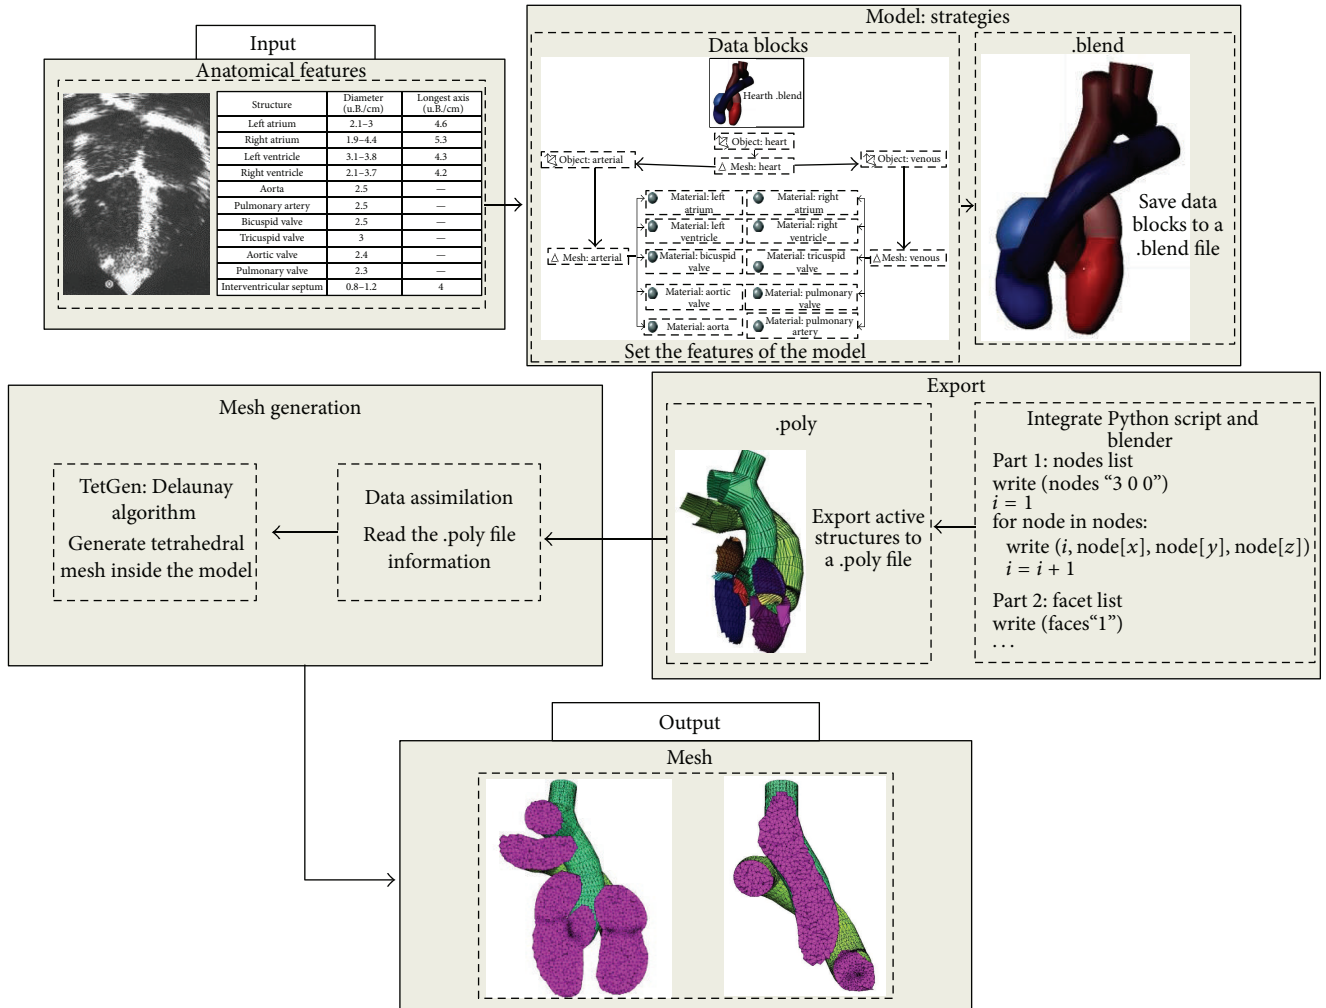 Input
Anatomical features
Structure Diameter (u.B./cm) Longest axis (u.B./cm)
Left atrium 2.1–3 4.6
Right atrium 1.9–4.4 5.3
Left ventricle 3.1–3.8 4.3
Right ventricle 2.1–3.7 4.2
Aorta 2.5 —
Pulmonary artery 2.5 —
Bicuspid valve 2.5 —
Tricuspid valve 3 —
Aortic valve 2.4 —
Pulmonary valve 2.3 —
Interventricular septum 0.8–1.2 4
Model: strategies
Data blocks
Hearth .blend
Object: heart
Mesh: heart
Object: arterial
Object: venous
Material: left atrium
Material: right atrium
Material: left ventricle
Material: right ventricle
Mesh: arterial
Material: bicuspid valve
Material: tricuspid valve
Mesh: venous
Material: aortic valve
Material: pulmonary valve
Material: aorta
Material: pulmonary artery
Set the features of the model
.blend
Save data
blocks to a
.blend file
Export
Integrate Python script and
blender
Part 1: nodes list
write (nodes “3 0 0”)
i = 1
for node in nodes:
write (i, node[x], node[y], node[z])
i = i + 1
Part 2: facet list
write (faces“1”)
...
.poly
Export active
structures to
a .poly file
Mesh generation
Data assimilation
Read the .poly file
information
TetGen: Delaunay
algorithm
Generate tetrahedral
mesh inside the model
Output
Mesh